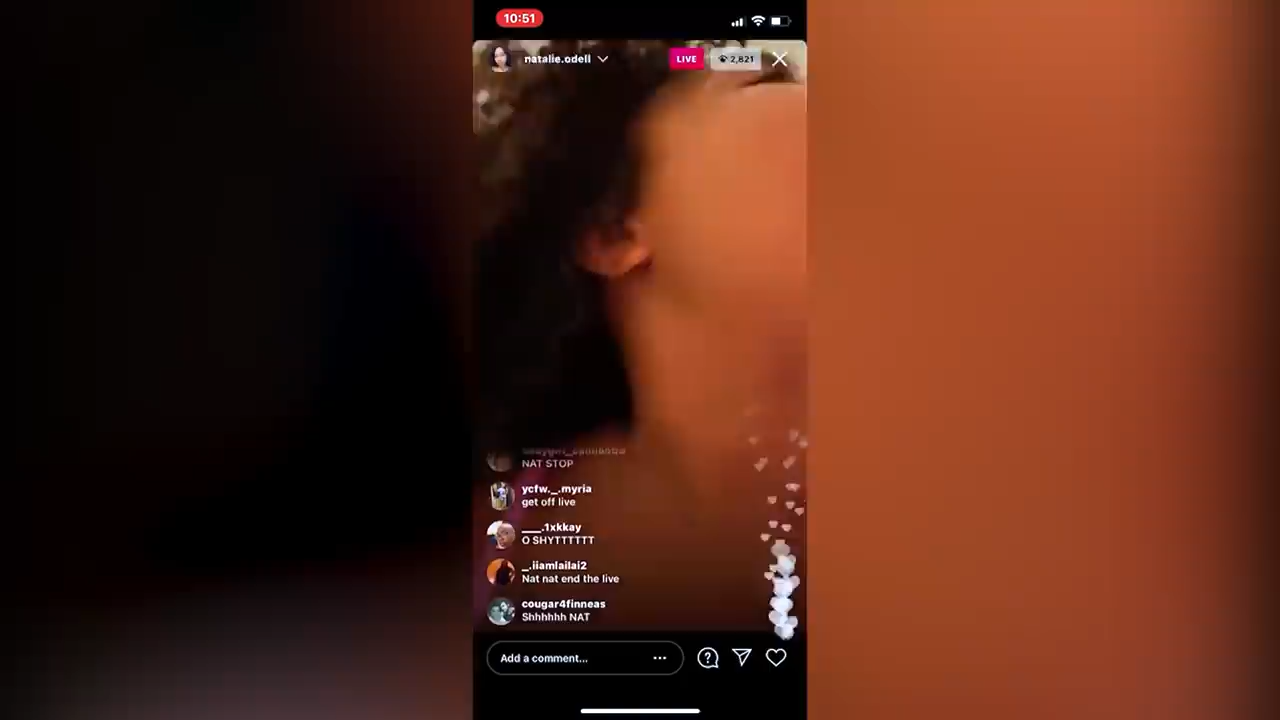 10:51
natalie.odell
LIVE
2,821
NAT STOP
ycfw._.myria
get off live
___.1xkkay
O SHYTTTTTT
_.iiamlailai2
Nat nat end the live
cougar4finneas
Shhhhhh NAT
Add a comment...